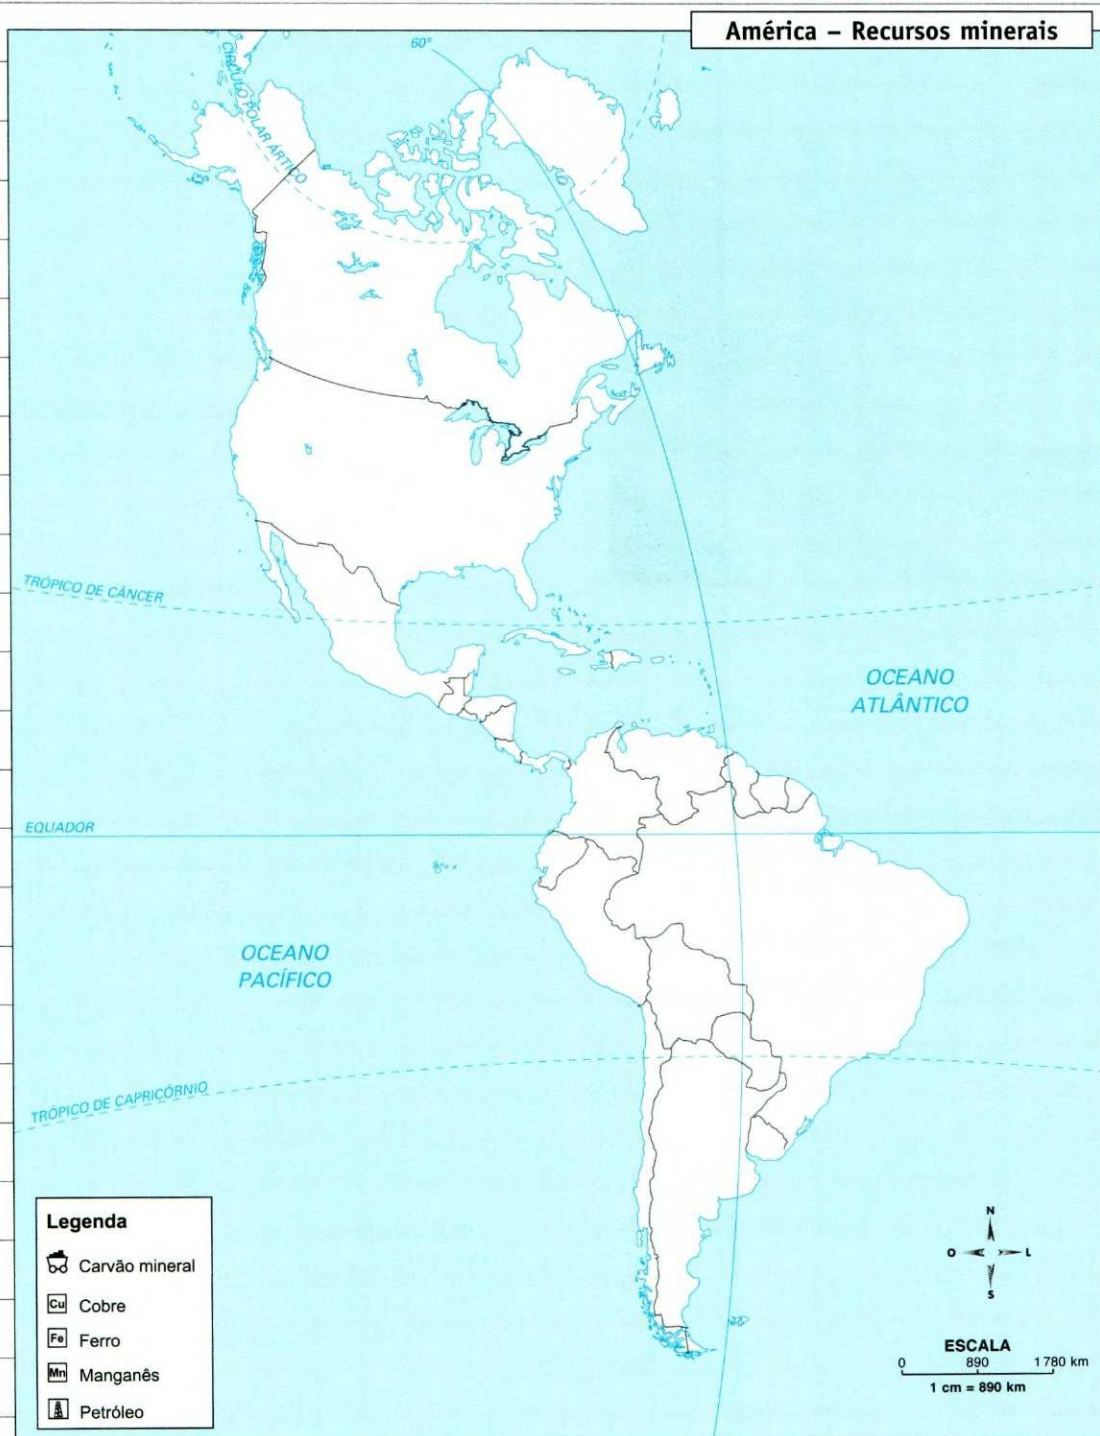 América – Recursos minerais
60°
CÍRCULO POLAR ÁRTICO
TRÓPICO DE CÂNCER
OCEANO
ATLÂNTICO
EQUADOR
OCEANO
PACÍFICO
TRÓPICO DE CAPRICÓRNIO
Legenda
Carvão mineral
Cu Cobre
Fe Ferro
Mn Manganês
Petróleo
N
O L
S
ESCALA
0 890 1 780 km
1 cm = 890 km